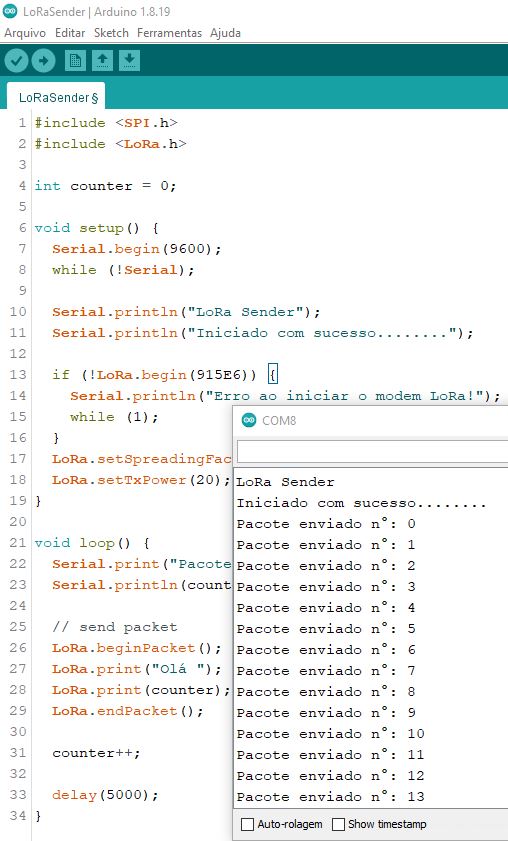 LoRaSender | Arduino 1.8.19
Arquivo Editar Sketch Ferramentas Ajuda
LoRaSender §
1 #include <SPI.h>
2 #include <LoRa.h>
3
4 int counter = 0;
5
6 void setup() {
7 Serial.begin(9600);
8 while (!Serial);
9
10 Serial.println("LoRa Sender");
11 Serial.println("Iniciado com sucesso........");
12
13 if (!LoRa.begin(915E6)) {
14 Serial.println("Erro ao iniciar o modem LoRa!");
15 while (1);
16 }
17 LoRa.setSpreadingFac
18 LoRa.setTxPower(20);
19 }
20
21 void loop() {
22 Serial.print("Pacote
23 Serial.println(count
24
25 // send packet
26 LoRa.beginPacket();
27 LoRa.print("Olá ");
28 LoRa.print(counter);
29 LoRa.endPacket();
30
31 counter++;
32
33 delay(5000);
34 }
COM8
LoRa Sender
Iniciado com sucesso........
Pacote enviado n°: 0
Pacote enviado n°: 1
Pacote enviado n°: 2
Pacote enviado n°: 3
Pacote enviado n°: 4
Pacote enviado n°: 5
Pacote enviado n°: 6
Pacote enviado n°: 7
Pacote enviado n°: 8
Pacote enviado n°: 9
Pacote enviado n°: 10
Pacote enviado n°: 11
Pacote enviado n°: 12
Pacote enviado n°: 13
Auto-rolagem Show timestamp